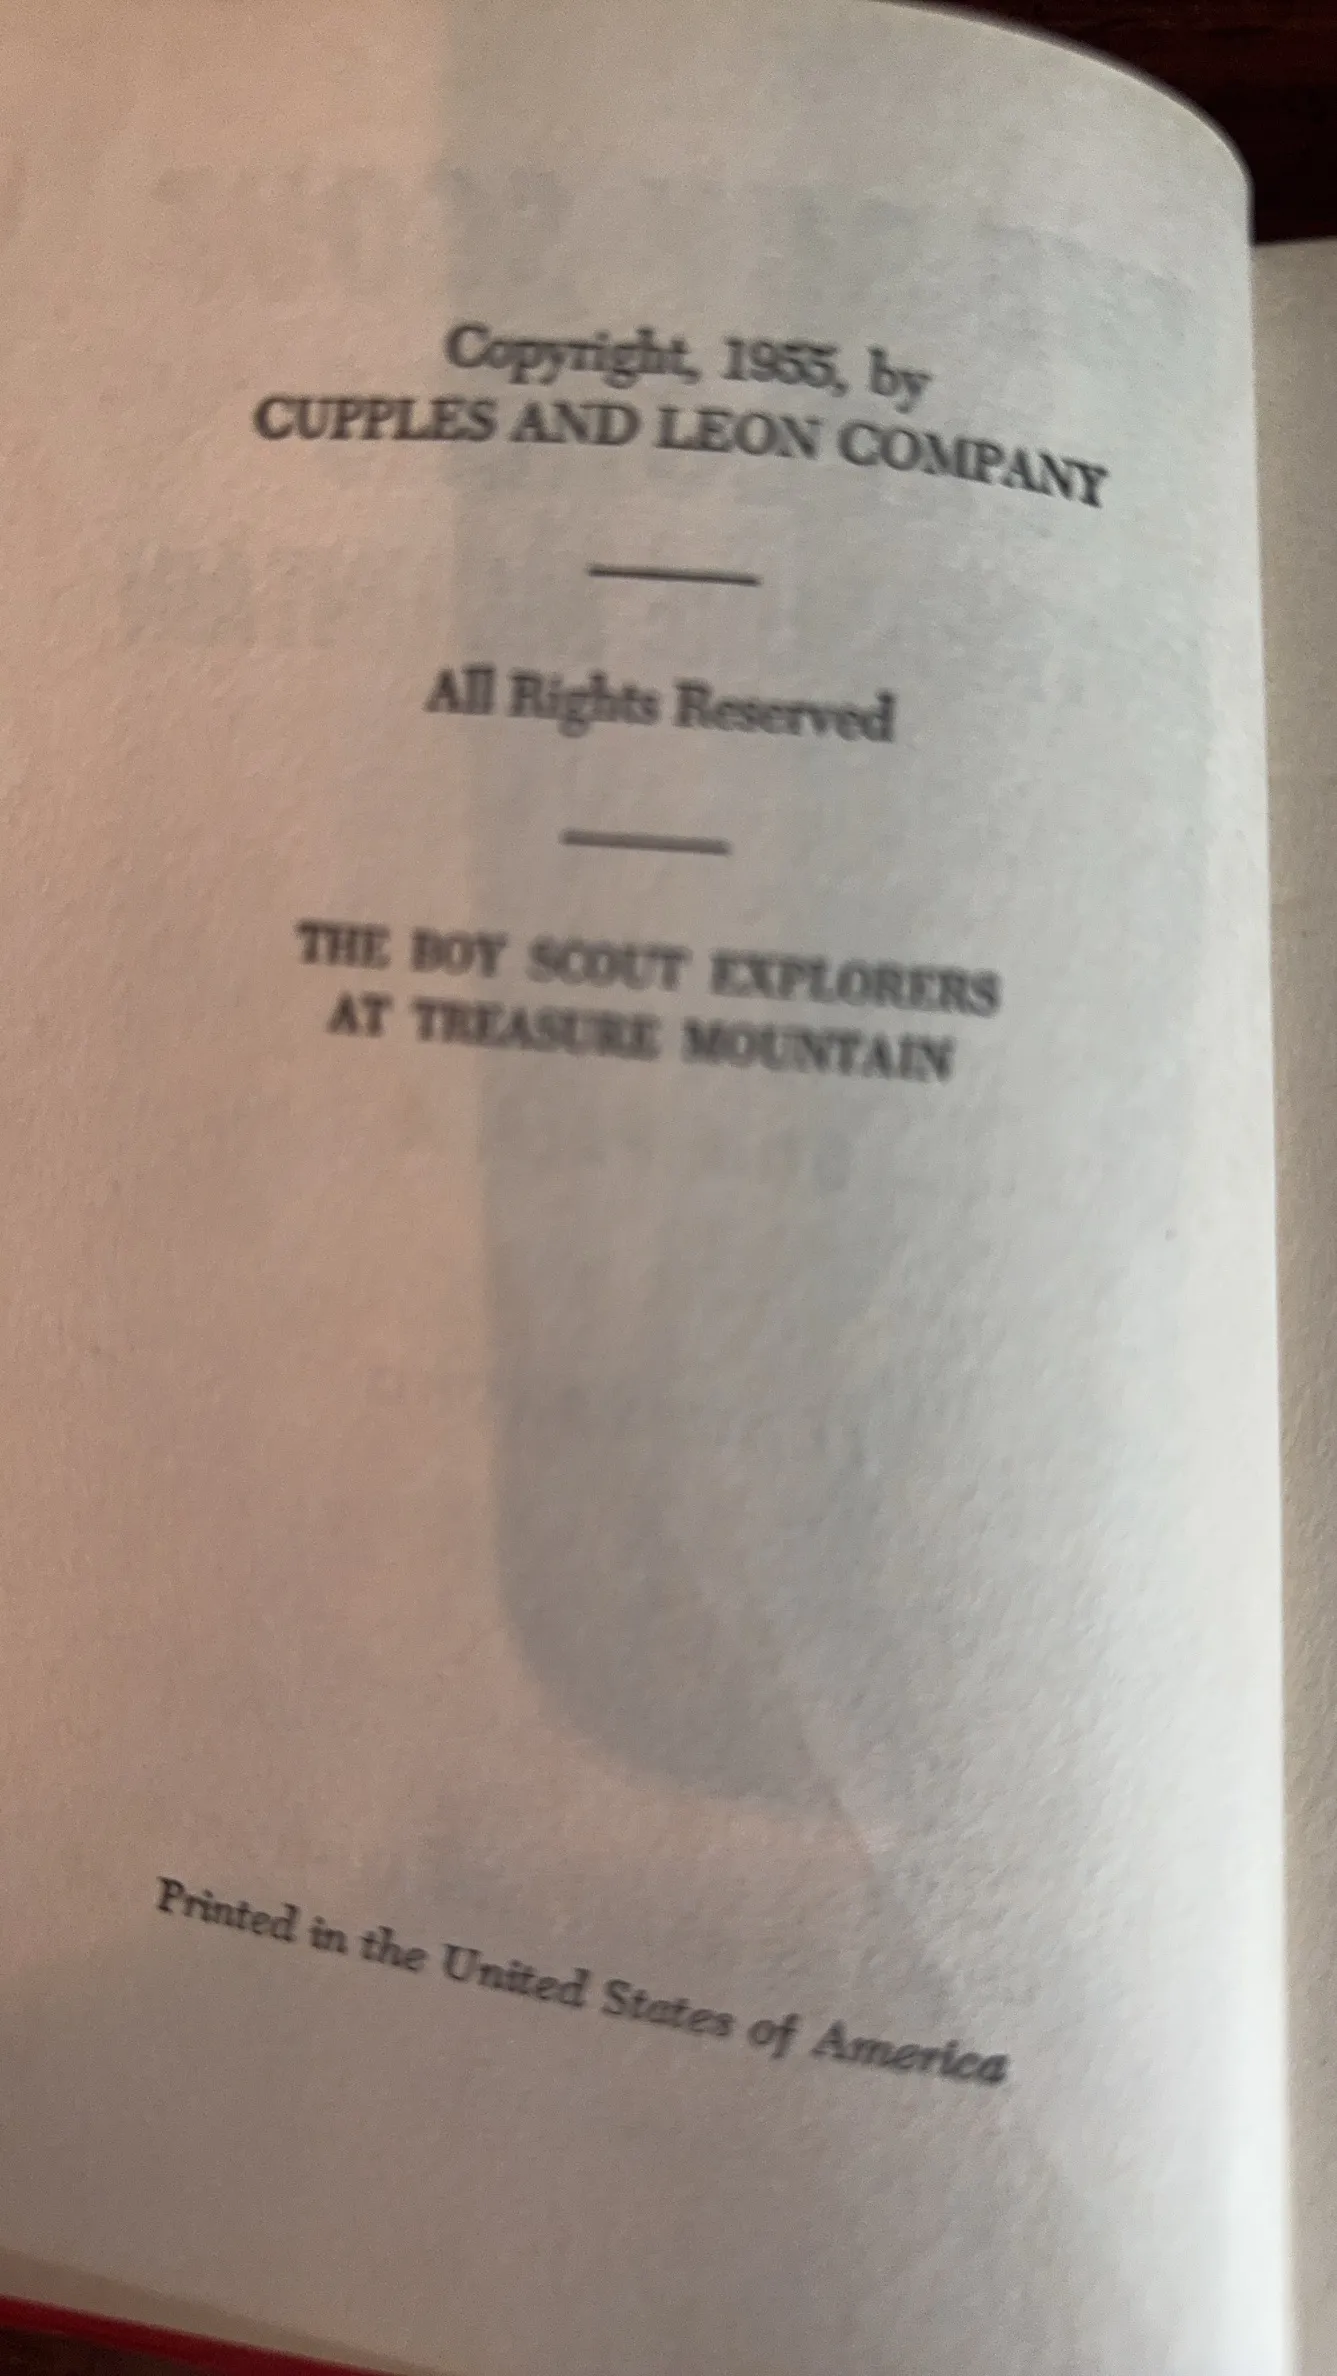 Copyright, 1955, by
CUPPLES AND LEON COMPANY
All Rights Reserved
THE BOY SCOUT EXPLORERS
AT TREASURE MOUNTAIN
Printed in the United States of America